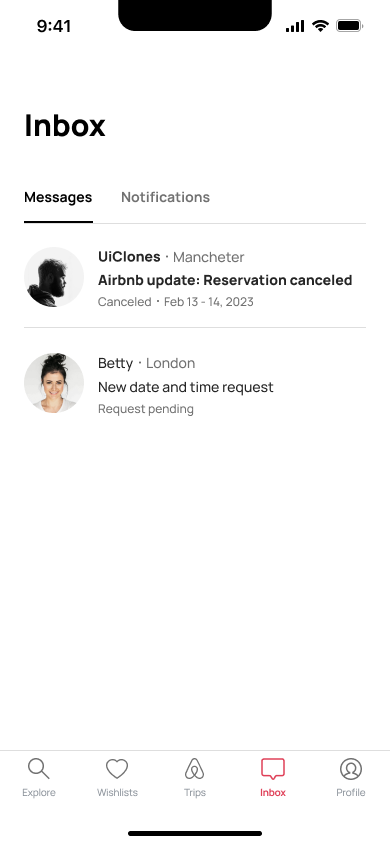 9:41
Inbox
Messages Notifications
UiClones · Mancheter
Airbnb update: Reservation canceled
Canceled · Feb 13 - 14, 2023
Betty · London
New date and time request
Request pending
Explore Wishlists Trips Inbox Profile